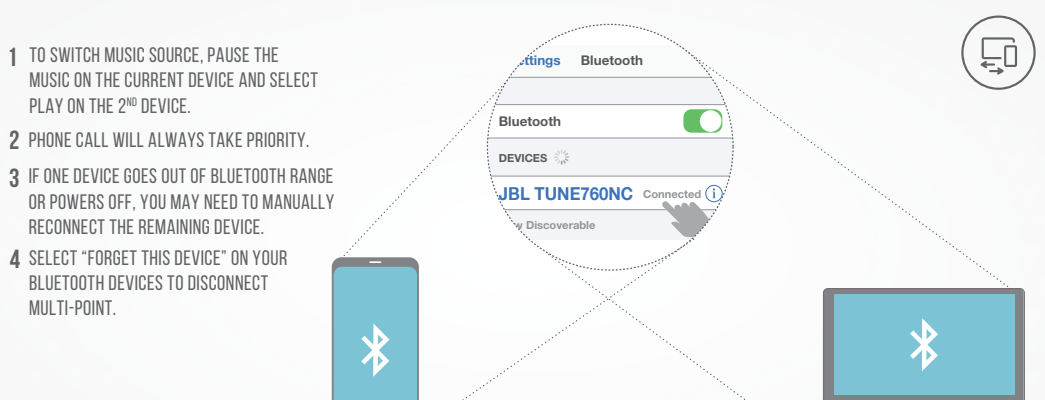 1 TO SWITCH MUSIC SOURCE, PAUSE THE
MUSIC ON THE CURRENT DEVICE AND SELECT
PLAY ON THE 2ND DEVICE.
2 PHONE CALL WILL ALWAYS TAKE PRIORITY.
3 IF ONE DEVICE GOES OUT OF BLUETOOTH RANGE
OR POWERS OFF, YOU MAY NEED TO MANUALLY
RECONNECT THE REMAINING DEVICE.
4 SELECT “FORGET THIS DEVICE” ON YOUR
BLUETOOTH DEVICES TO DISCONNECT
MULTI-POINT.
ttings Bluetooth
Bluetooth
DEVICES
JBL TUNE760NC Connected i
Discoverable